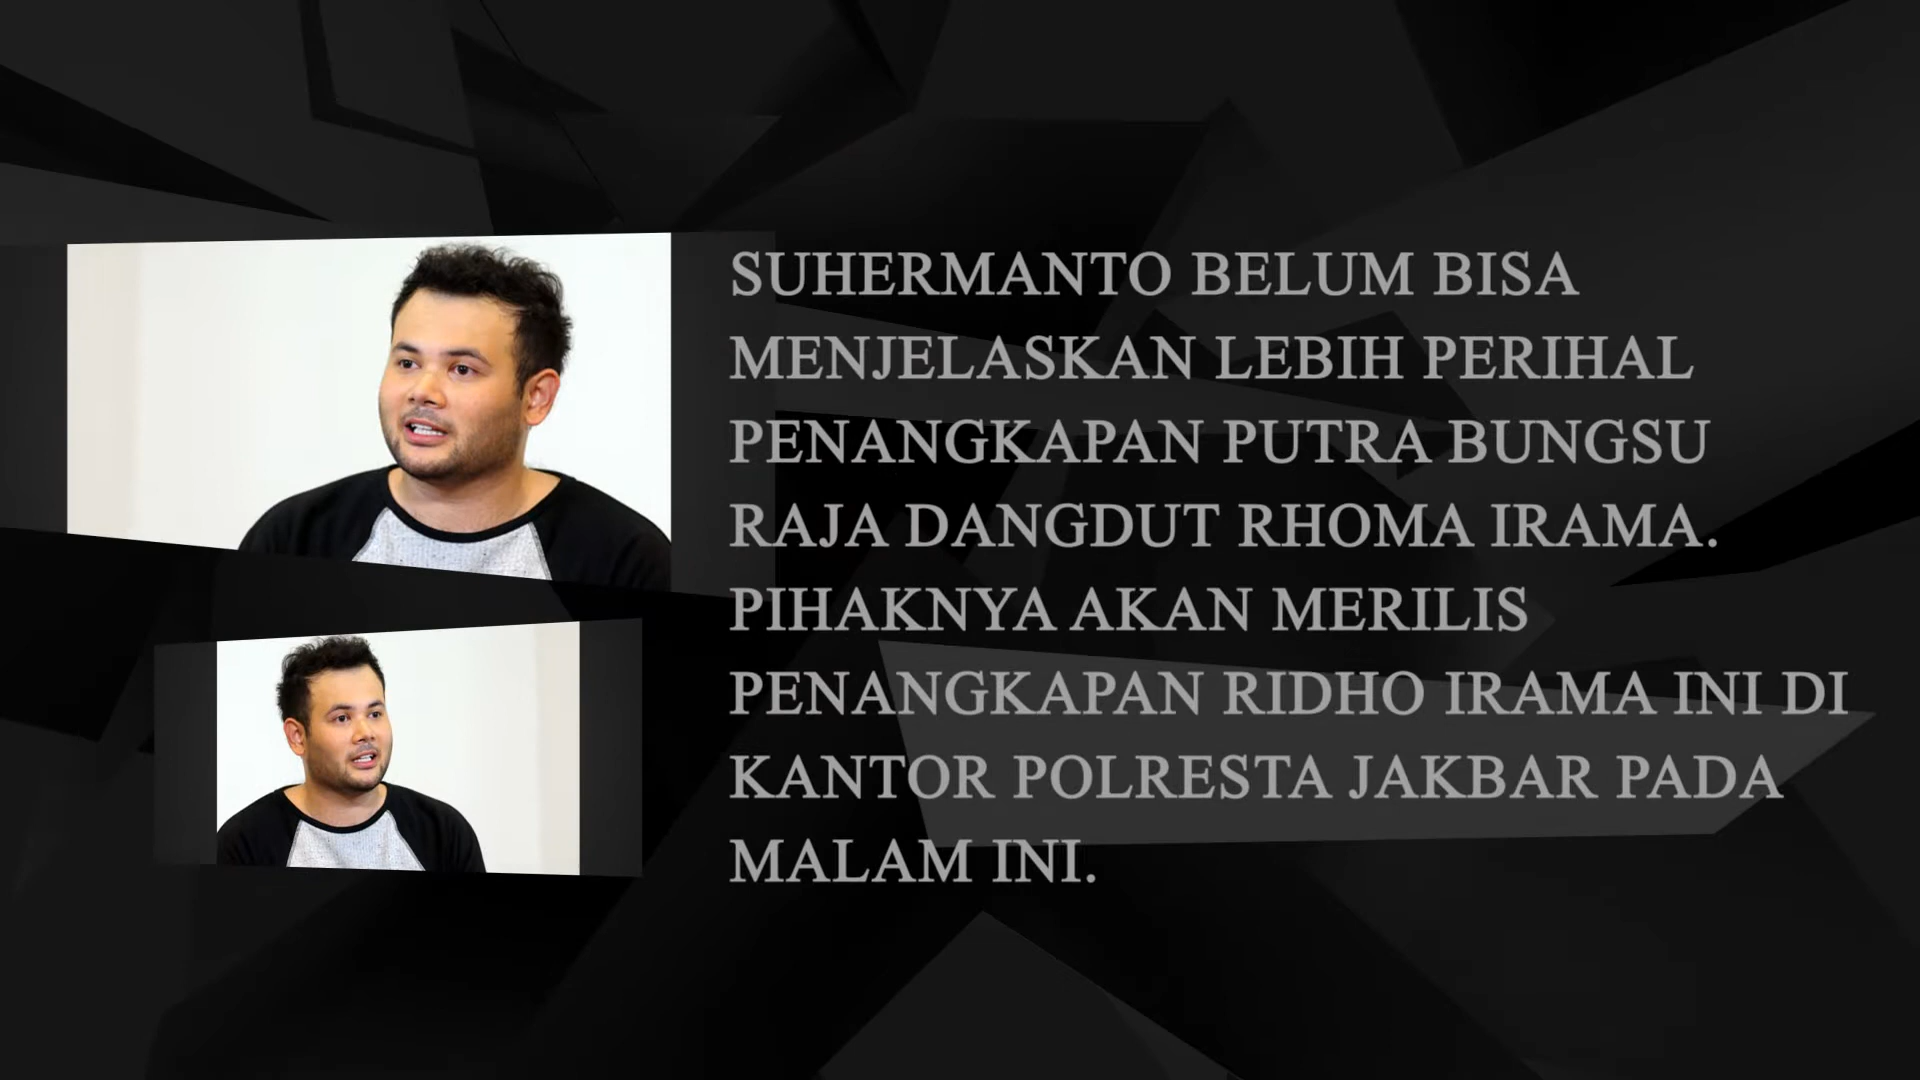 SUHERMANTO BELUM BISA
MENJELASKAN LEBIH PERIHAL
PENANGKAPAN PUTRA BUNGSU
RAJA DANGDUT RHOMA IRAMA.
PIHAKNYA AKAN MERILIS
PENANGKAPAN RIDHO IRAMA INI DI
KANTOR POLRESTA JAKBAR PADA
MALAM INI.